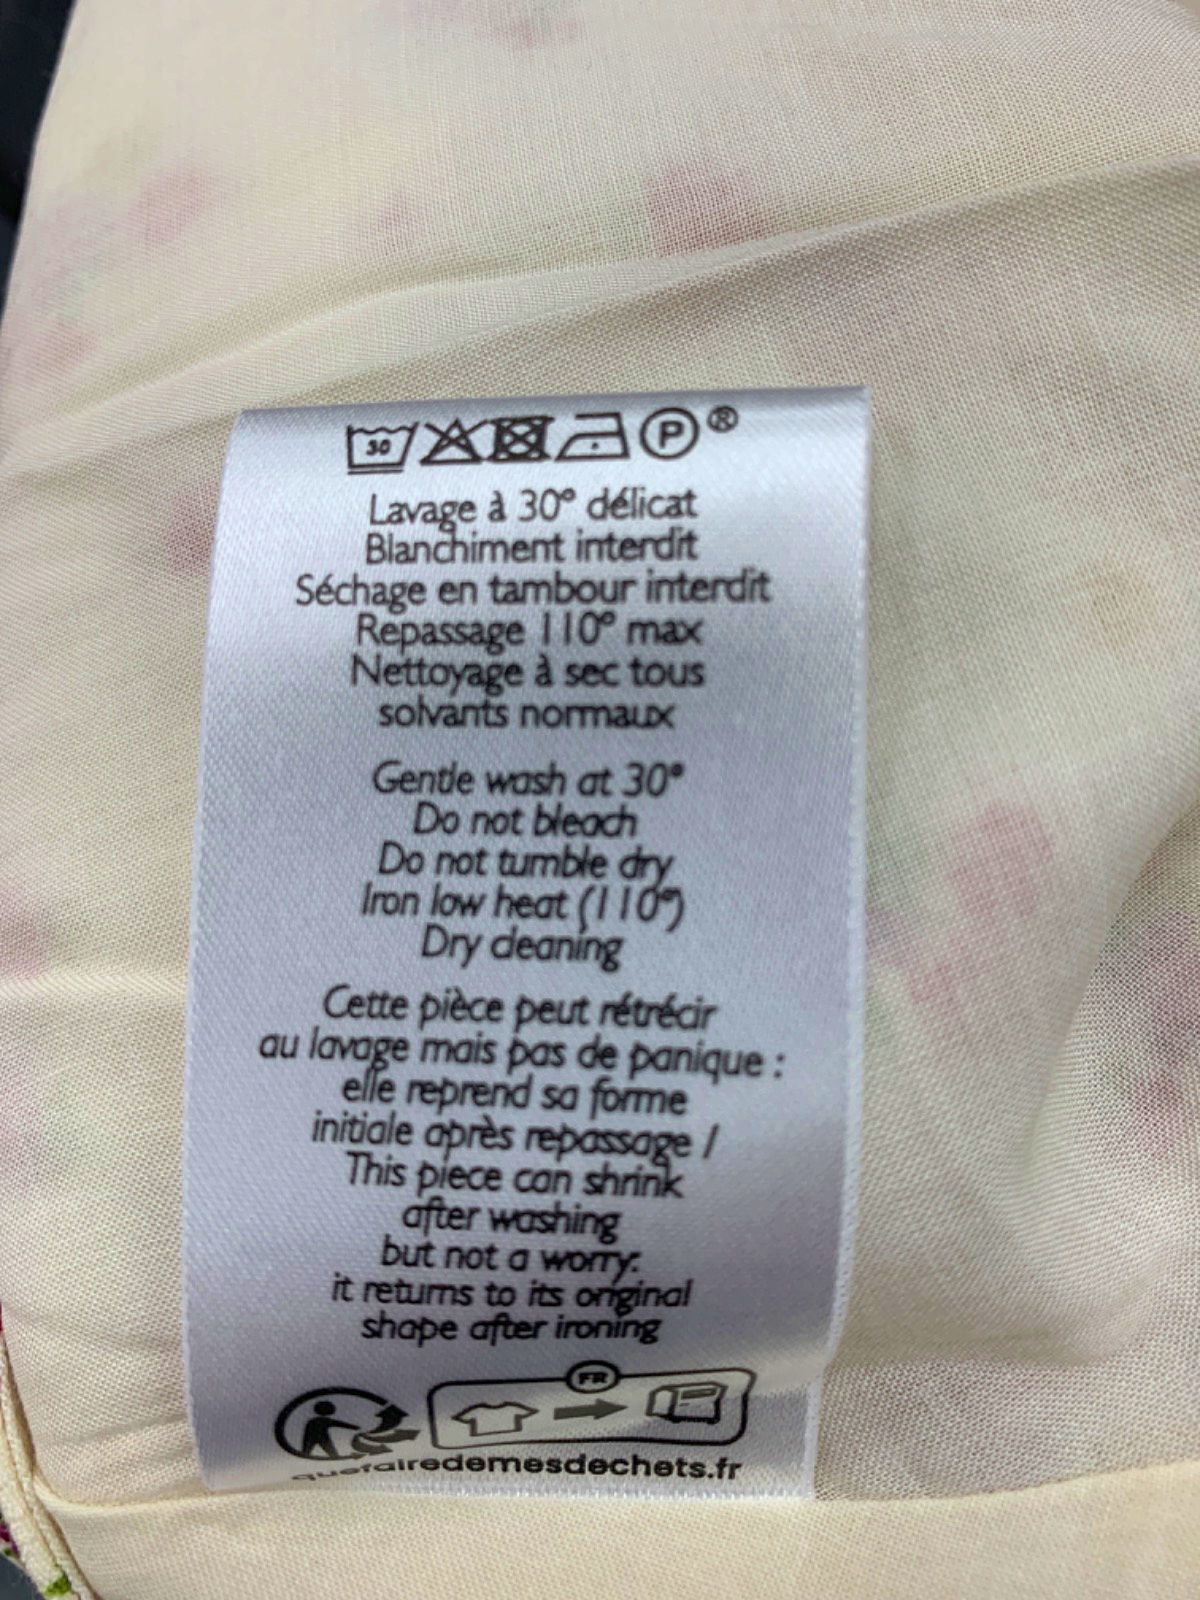 30 P ®
Lavage à 30° délicat
Blanchiment interdit
Séchage en tambour interdit
Repassage 110° max
Nettoyage à sec tous
solvants normaux
Gentle wash at 30°
Do not bleach
Do not tumble dry
Iron low heat (110°)
Dry cleaning
Cette pièce peut rétrécir
au lavage mais pas de panique :
elle reprend sa forme
initiale après repassage /
This piece can shrink
after washing
but not a worry:
it returns to its original
shape after ironing
FR
quefairedemesdechets.fr